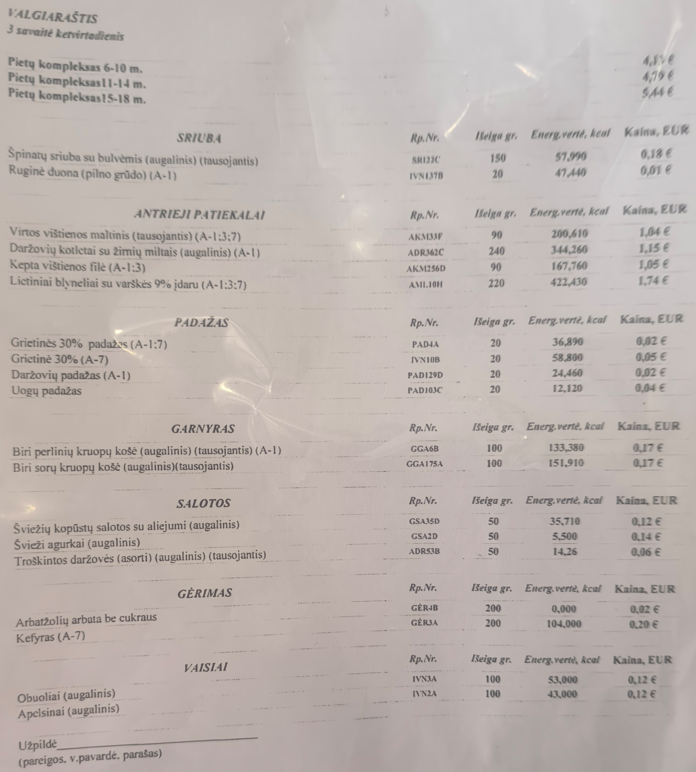 VALGIARAŠTIS
3 savaitė ketvirtadienis
Pietų kompleksas 6-10 m.
Pietų kompleksas11-14 m. 4,79 €
Pietų kompleksas15-18 m. 5,44 €
SRIUBA Rp.Nr. Išeiga gr. Energ.vertė, kcal Kaina, EUR
Špinatų sriuba su bulvėmis (augalinis) (tausojantis) SRI22C 150 57,990 0,18 €
Ruginė duona (pilno grūdo) (A-1) IVN137B 20 47,440 0,01 €
ANTRIEJI PATIEKALAI Rp.Nr. Išeiga gr. Energ.vertė, kcal Kaina, EUR
Virtos vištienos maltinis (tausojantis) (A-1;3;7) AKM33F 90 200,610 1,04 €
Daržovių kotletai su žirnių miltais (augalinis) (A-1) ADR362C 240 344,260 1,15 €
Kepta vištienos filė (A-1:3) AKM256D 90 167,760 1,05 €
Lietiniai blyneliai su varškės 9% įdaru (A-1:3:7) AML10H 220 422,430 1,74 €
PADAŽAS Rp.Nr. Išeiga gr. Energ.vertė, kcal Kaina, EUR
Grietinės 30% padažas (A-1:7) PAD4A 20 36,890 0,02 €
Grietinė 30% (A-7) IVN10B 20 58,800 0,05 €
Daržovių padažas (A-1) PAD129D 20 24,460 0,02 €
Uogų padažas PAD103C 20 12,120 0,04 €
GARNYRAS Rp.Nr. Išeiga gr. Energ.vertė, kcal Kaina, EUR
Biri perlinių kruopų košė (augalinis) (tausojantis) (A-1) GGA6B 100 133,380 0,17 €
Biri sorų kruopų košė (augalinis)(tausojantis) GGA175A 100 151,910 0,17 €
SALOTOS Rp.Nr. Išeiga gr. Energ.vertė, kcal Kaina, EUR
Šviežių kopūstų salotos su aliejumi (augalinis) GSA35D 50 35,710 0,12 €
Švieži agurkai (augalinis) GSA2D 50 5,500 0,14 €
Troškintos daržovės (asorti) (augalinis) (tausojantis) ADR53B 50 14,26 0,06 €
GĖRIMAS Rp.Nr. Išeiga gr. Energ.vertė, kcal Kaina, EUR
Arbatžolių arbata be cukraus GĖR4B 200 0,000 0,02 €
Kefyras (A-7) GĖR3A 200 104,000 0,20 €
VAISIAI Rp.Nr. Išeiga gr. Energ.vertė, kcal Kaina, EUR
Obuoliai (augalinis) IVN3A 100 53,000 0,12 €
Apelsinai (augalinis) IVN2A 100 43,000 0,12 €
Užpildė
(pareigos, v.pavardė, parašas)